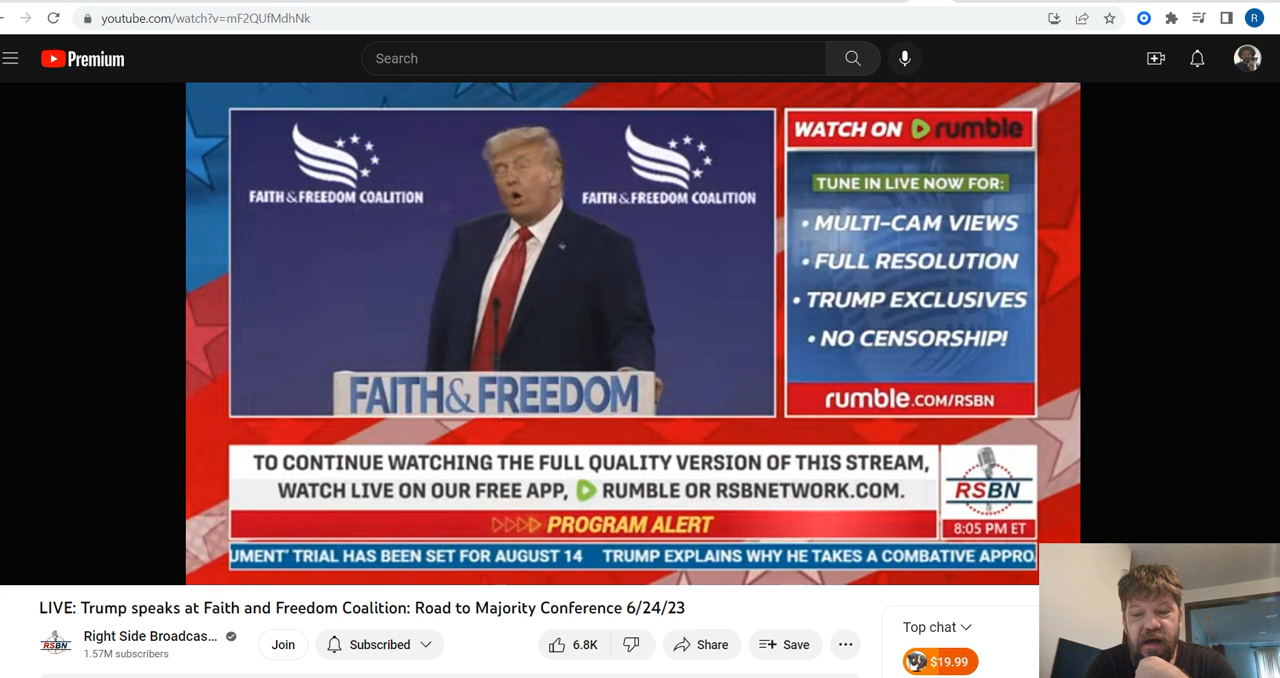 youtube.com/watch?v=mF2QUfMdhNk
R
Premium
Search
FAITH & FREEDOM COALITION
FAITH & FREEDOM COALITION
FAITH & FREEDOM
WATCH ON rumble
TUNE IN LIVE NOW FOR:
• MULTI-CAM VIEWS
• FULL RESOLUTION
• TRUMP EXCLUSIVES
• NO CENSORSHIP!
rumble.COM/RSBN
TO CONTINUE WATCHING THE FULL QUALITY VERSION OF THIS STREAM,
WATCH LIVE ON OUR FREE APP, RUMBLE OR RSBNETWORK.COM.
PROGRAM ALERT
RSBN
8:05 PM ET
UMENT' TRIAL HAS BEEN SET FOR AUGUST 14 TRUMP EXPLAINS WHY HE TAKES A COMBATIVE APPRO
LIVE: Trump speaks at Faith and Freedom Coalition: Road to Majority Conference 6/24/23
RSBN
Right Side Broadcas...
1.57M subscribers
Join
Subscribed
6.8K
Share
Save
Top chat
$19.99